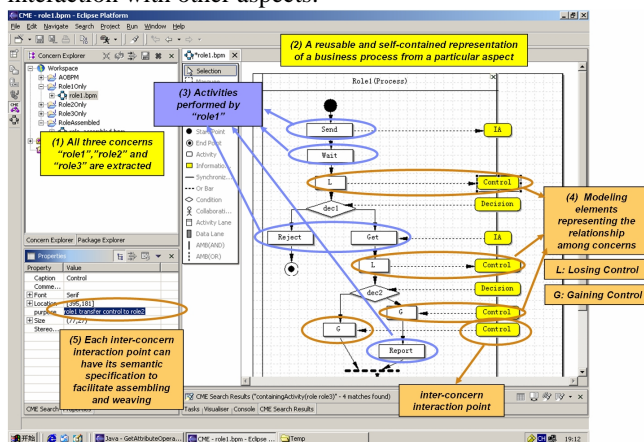 interaction with other aspects.
CME - role1.bpm - Eclipse Platform
File Edit Navigate Search Project Run Window Help
Concern Explorer
Workspace
AOBPM
Role1Only
role1.bpm
Role2Only
Role3Only
RoleAssembled
(1) All three concerns
"role1","role2" and
"role3" are extracted
Concern Explorer Package Explorer
*role1.bpm
Selection
Start Point
End Point
Activity
Informatio...
Synchroniz...
Or Bar
Condition
Collaborati...
Activity Lane
Data Lane
AMB(AND)
AMB(OR)
(2) A reusable and self-contained representation
of a business process from a particular aspect
(3) Activities
performed by
"role1"
Role1(Process)
Send
IA
Wait
L
Control
dec1
Decision
Reject
Get
IA
L
Control
dec2
Decision
G
Control
G
Control
Report
(4) Modeling
elements
representing the
relationship
among concerns
L: Losing Control
G: Gaining Control
inter-concern
interaction point
Properties
Property Value
Caption Control
Comme...
Font Serif
Location [395,181]
purpose role1 transfer control to role2
Size [77,27]
Stereo...
(5) Each inter-concern
interaction point can
have its semantic
specification to
facilitate assembling
and weaving
CME Search Results ("containingActivity(role role3)" - 4 matches found)
CME Search Properties
Tasks Visualiser Console CME Search Results
开始
Java - GetAttributeOpera...
CME - role1.bpm - Eclipse ...
Temp
CH
19:12